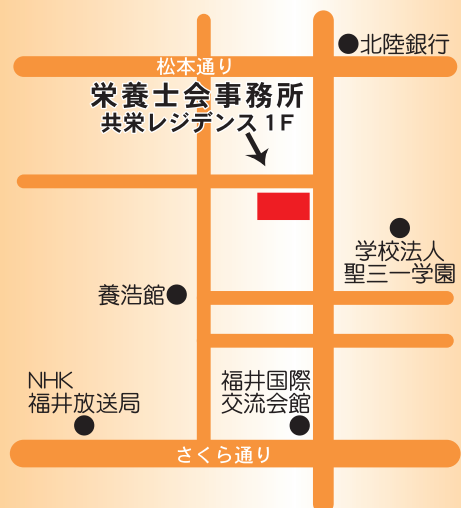 北陸銀行
松本通り
栄養士会事務所
共栄レジデンス1F
学校法人
聖三一学園
養浩館
NHK
福井放送局
福井国際
交流会館
さくら通り